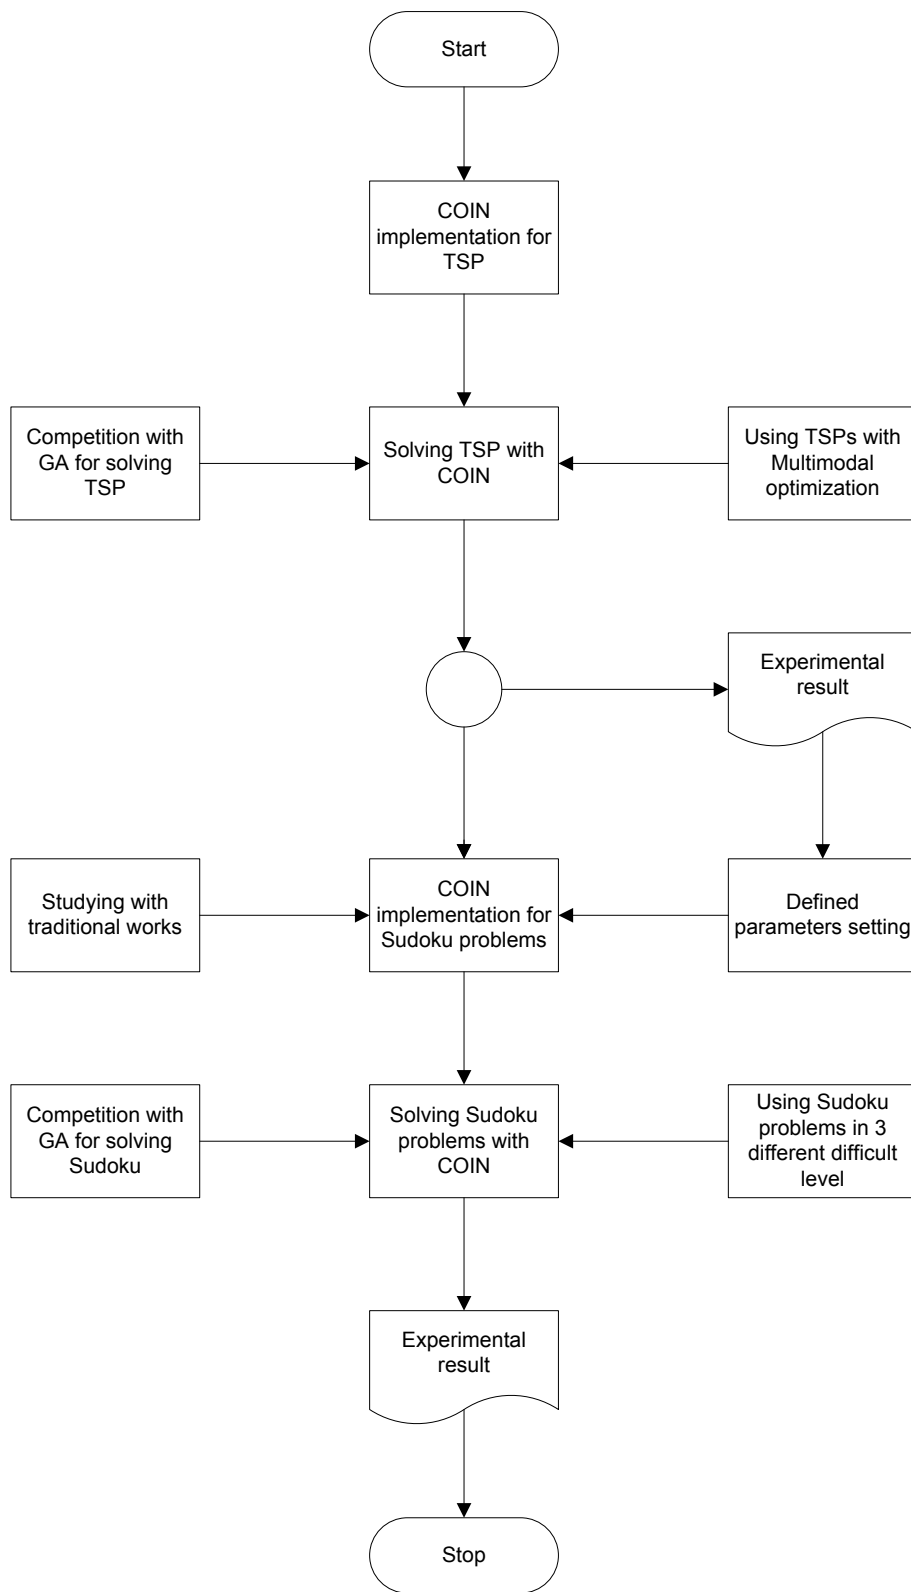 Start
COIN
implementation for
TSP
Competition with
GA for solving
TSP
Solving TSP with
COIN
Using TSPs with
Multimodal
optimization
Experimental
result
Studying with
traditional works
COIN
implementation for
Sudoku problems
Defined
parameters setting
Competition with
GA for solving
Sudoku
Solving Sudoku
problems with
COIN
Using Sudoku
problems in 3
different difficult
level
Experimental
result
Stop